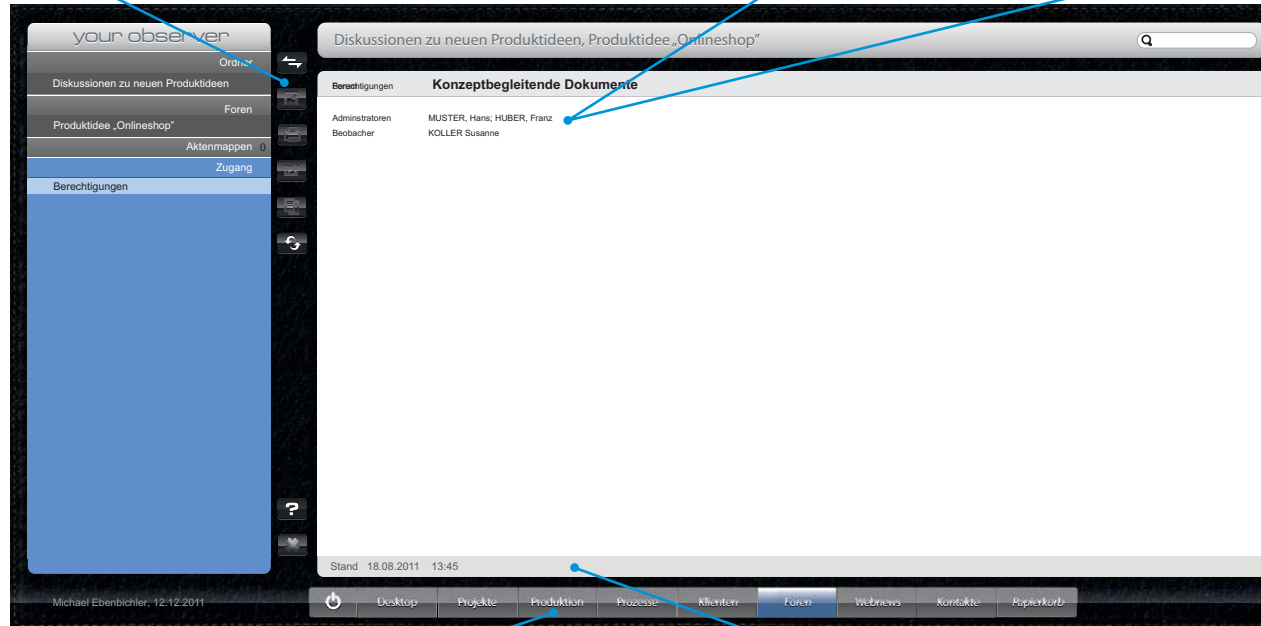 your observer
Ordner
Diskussionen zu neuen Produktideen
Foren
Produktidee „Onlineshop”
Aktenmappen 0
Zugang
Berechtigungen
Diskussionen zu neuen Produktideen, Produktidee „Onlineshop”
Konzeptbegleitende Dokumente
Adminstratoren MUSTER, Hans; HUBER, Franz
Beobacher KOLLER Susanne
?
Stand 18.08.2011 13:45
Michael Ebenbichler, 12.12.2011
Desktop Projekte Produktion Prozesse Klienten Foren Webnews Kontakte Papierkorb